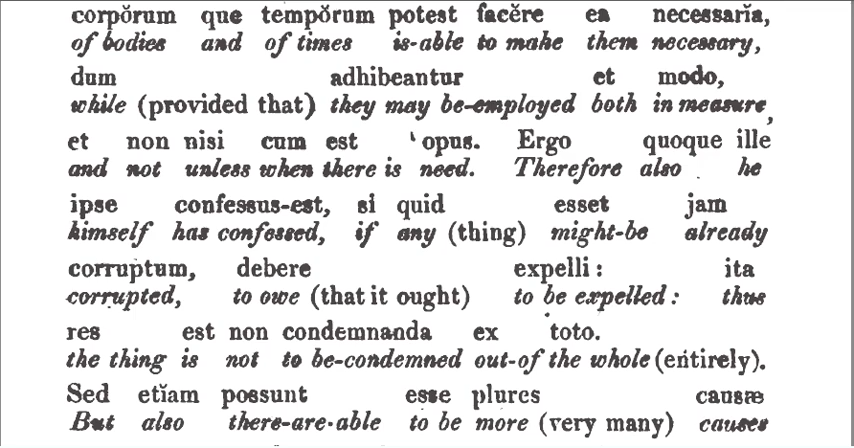 corpŏrum que tempŏrum potest facĕre ea necessarĭa,
of bodies and of times is-able to make them necessary,
dum adhibeantur et modo,
while (provided that) they may be-employed both in measure,
et non nisi cum est opus. Ergo quoque ille
and not unless when there is need. Therefore also he
ipse confessus-est, si quid esset jam
himself has confessed, if any (thing) might-be already
corruptum, debere expelli: ita
corrupted, to owe (that it ought) to be expelled: thus
res est non condemnanda ex toto.
the thing is not to be-condemned out-of the whole (entirely).
Sed etĭam possunt esse plures causæ
But also there-are-able to be more (very many) causes